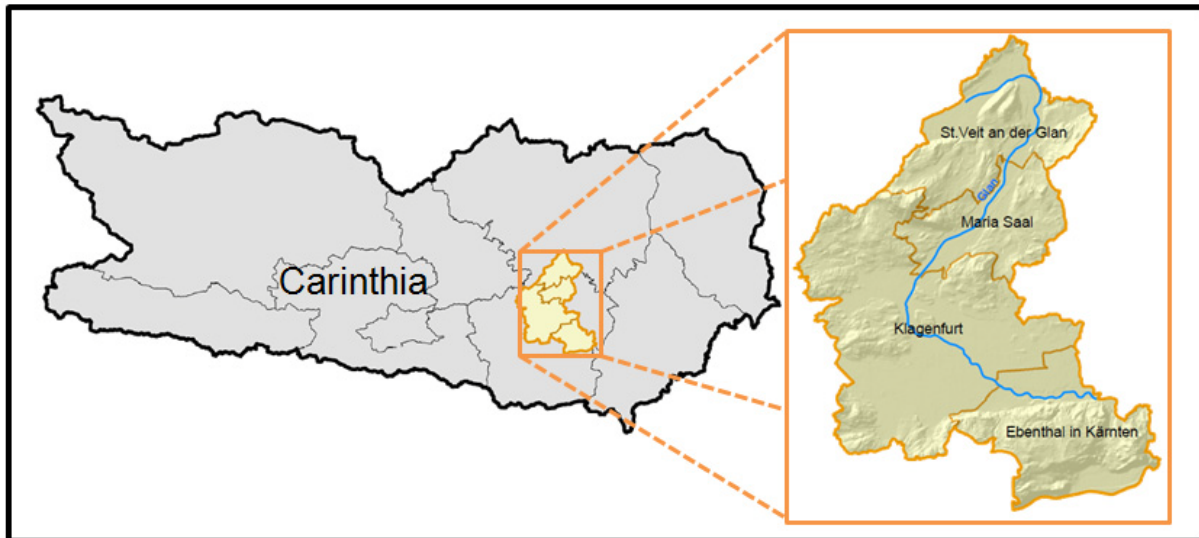 Carinthia
St.Veit an der Glan
Glan
Maria Saal
Klagenfurt
Ebenthal in Kärnten